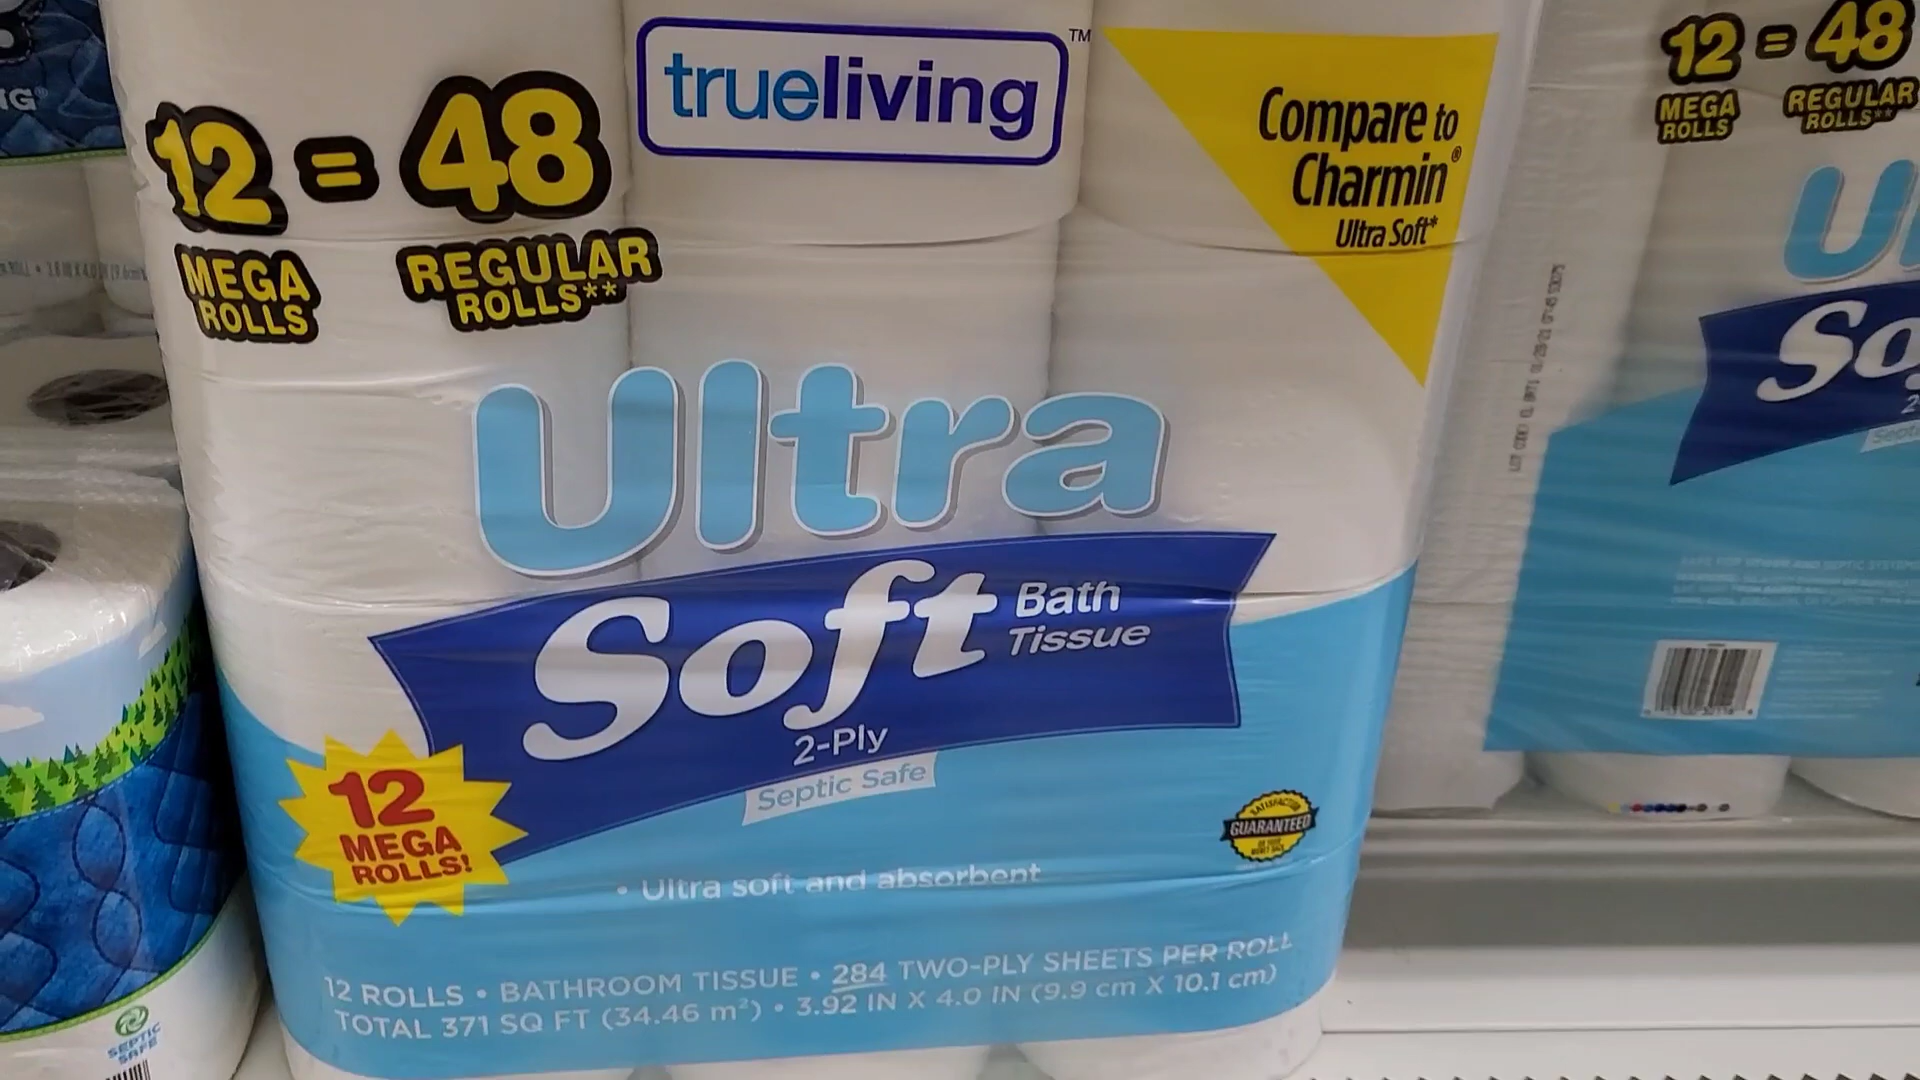 trueliving™
12 = 48
MEGA
ROLLS
REGULAR
ROLLS**
Compare to
Charmin®
Ultra Soft*
Ultra
Soft
Bath
Tissue
2-Ply
Septic Safe
12
MEGA
ROLLS!
GUARANTEED
• Ultra soft and absorbent
12 ROLLS • BATHROOM TISSUE • 284 TWO-PLY SHEETS PER ROLL
TOTAL 371 SQ FT (34.46 m²) • 3.92 IN X 4.0 IN (9.9 cm X 10.1 cm)
12 = 48
MEGA
ROLLS
REGULAR
ROLLS**
SEPTIC
SAFE